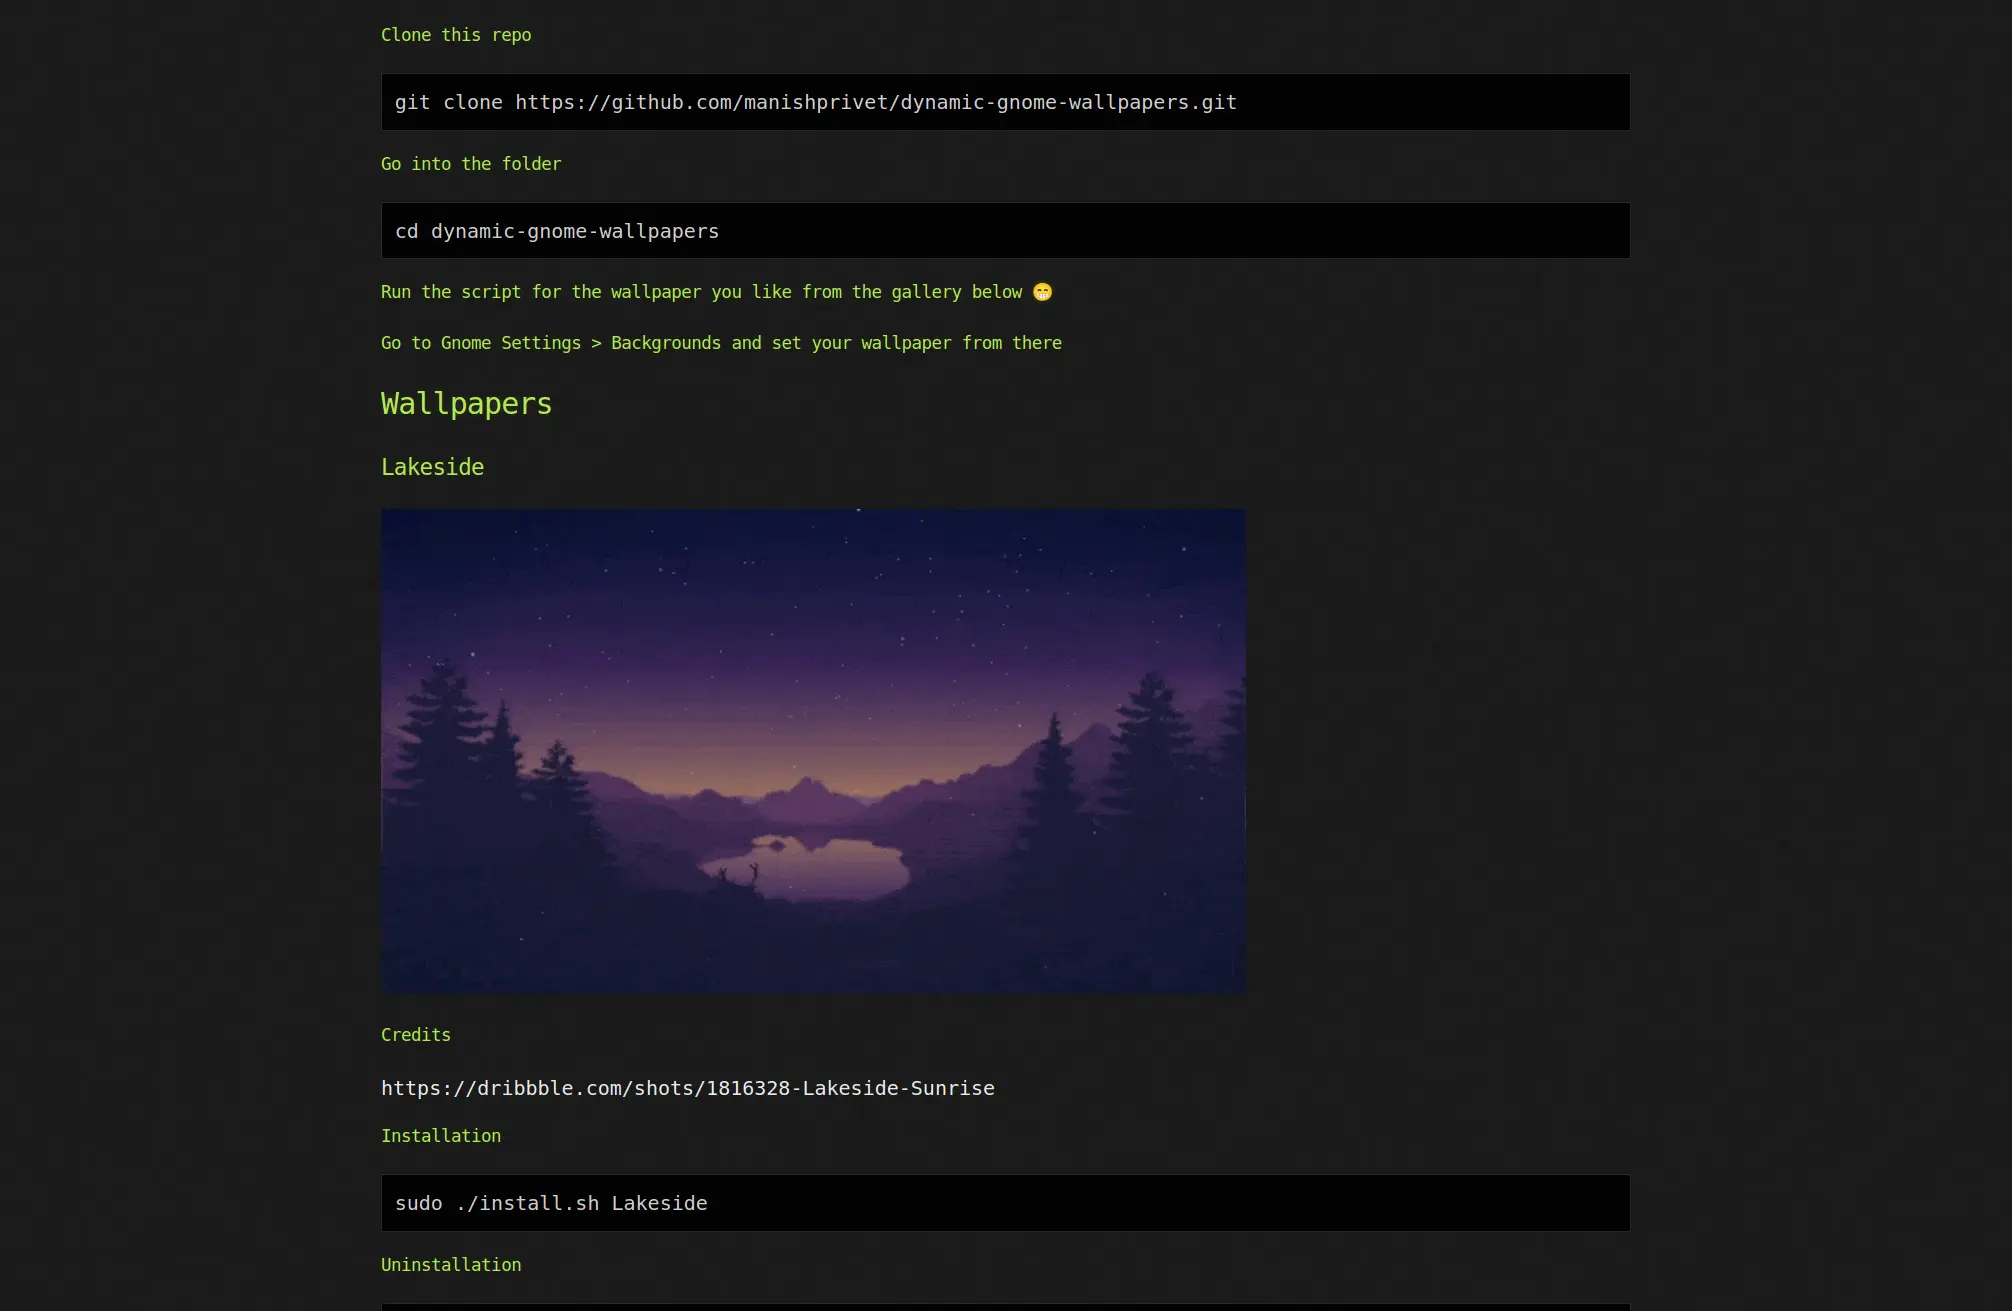 Clone this repo
git clone https://github.com/manishprivet/dynamic-gnome-wallpapers.git
Go into the folder
cd dynamic-gnome-wallpapers
Run the script for the wallpaper you like from the gallery below 😁
Go to Gnome Settings > Backgrounds and set your wallpaper from there
Wallpapers
Lakeside
Credits
https://dribbble.com/shots/1816328-Lakeside-Sunrise
Installation
sudo ./install.sh Lakeside
Uninstallation